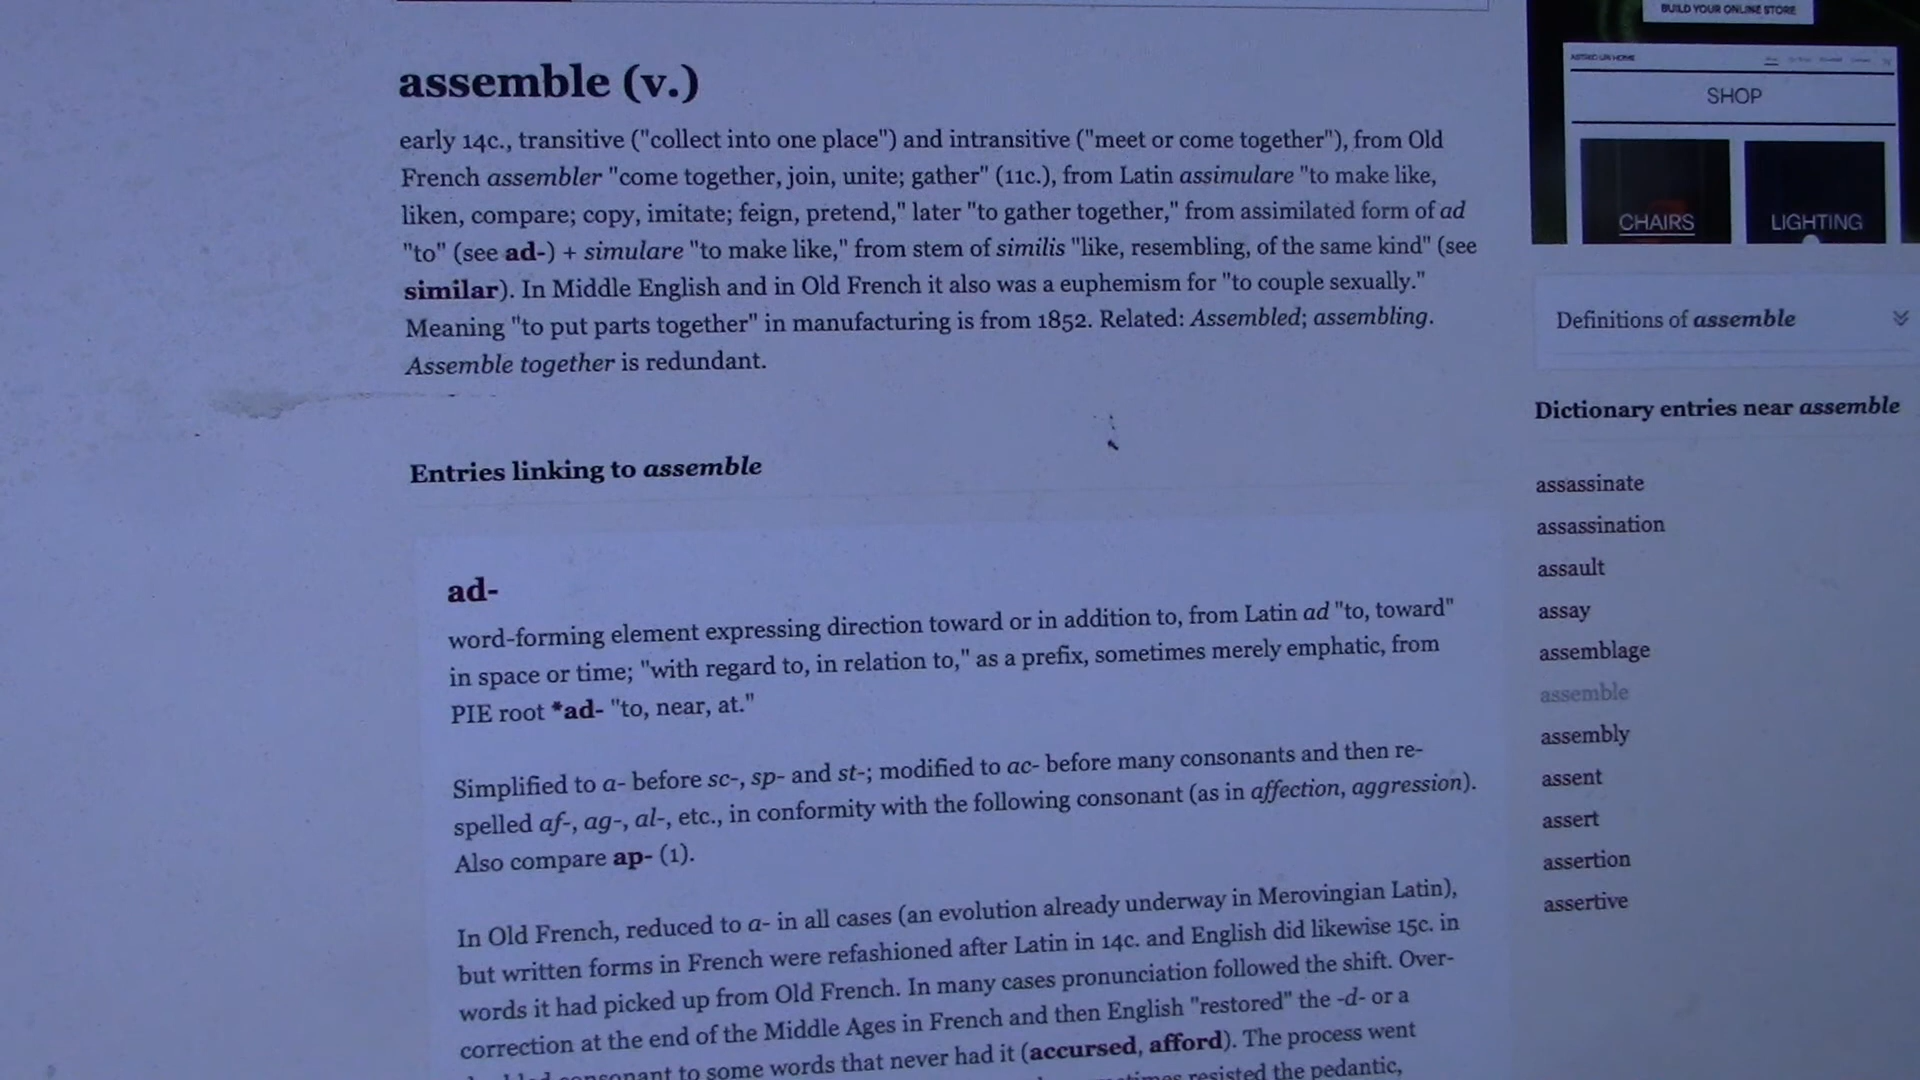 BUILD YOUR ONLINE STORE
SHOP
CHAIRS
LIGHTING
assemble (v.)
early 14c., transitive ("collect into one place") and intransitive ("meet or come together"), from Old
French assembler "come together, join, unite; gather" (11c.), from Latin assimulare "to make like,
liken, compare; copy, imitate; feign, pretend," later "to gather together," from assimilated form of ad
"to" (see ad-) + simulare "to make like," from stem of similis "like, resembling, of the same kind" (see
similar). In Middle English and in Old French it also was a euphemism for "to couple sexually."
Meaning "to put parts together" in manufacturing is from 1852. Related: Assembled; assembling.
Assemble together is redundant.
Entries linking to assemble
ad-
word-forming element expressing direction toward or in addition to, from Latin ad "to, toward"
in space or time; "with regard to, in relation to," as a prefix, sometimes merely emphatic, from
PIE root *ad- "to, near, at."
Simplified to a- before sc-, sp- and st-; modified to ac- before many consonants and then re-
spelled af-, ag-, al-, etc., in conformity with the following consonant (as in affection, aggression).
Also compare ap- (1).
In Old French, reduced to a- in all cases (an evolution already underway in Merovingian Latin),
but written forms in French were refashioned after Latin in 14c. and English did likewise 15c. in
words it had picked up from Old French. In many cases pronunciation followed the shift. Over-
correction at the end of the Middle Ages in French and then English "restored" the -d- or a
consonant to some words that never had it (accursed, afford). The process went
resisted the pedantic,
Definitions of assemble
Dictionary entries near assemble
assassinate
assassination
assault
assay
assemblage
assemble
assembly
assent
assert
assertion
assertive